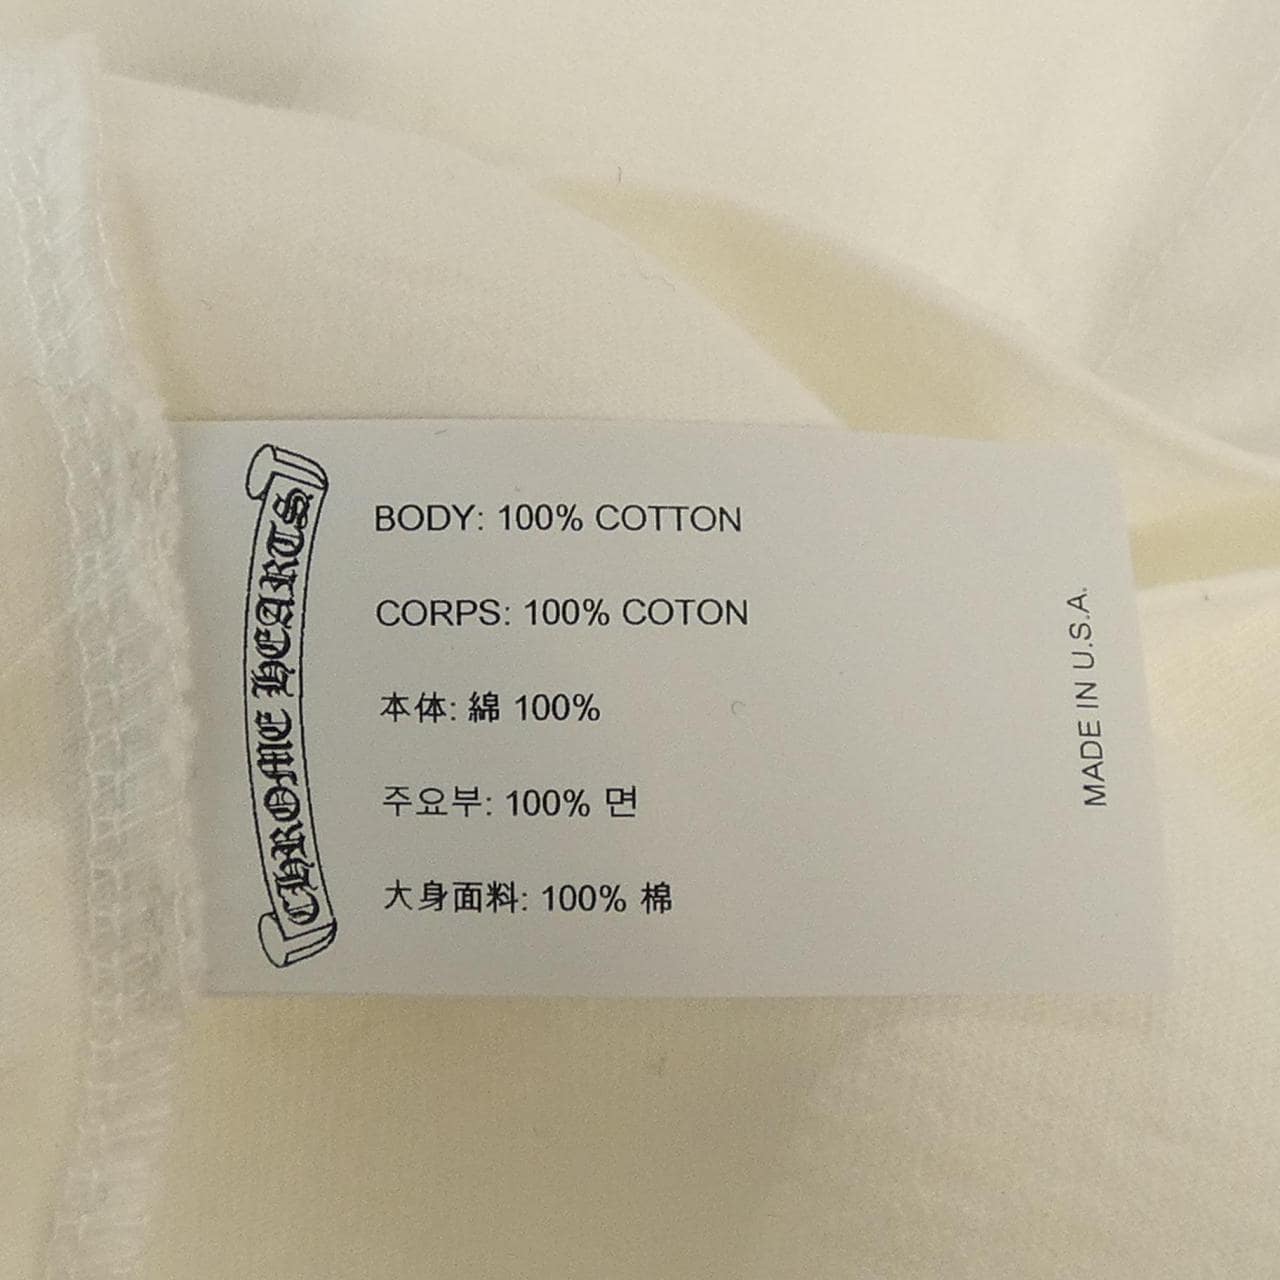 CHROME HEARTS
BODY: 100% COTTON
CORPS: 100% COTON
本体: 綿 100%
주요부: 100% 면
大身面料: 100% 棉
MADE IN U.S.A.